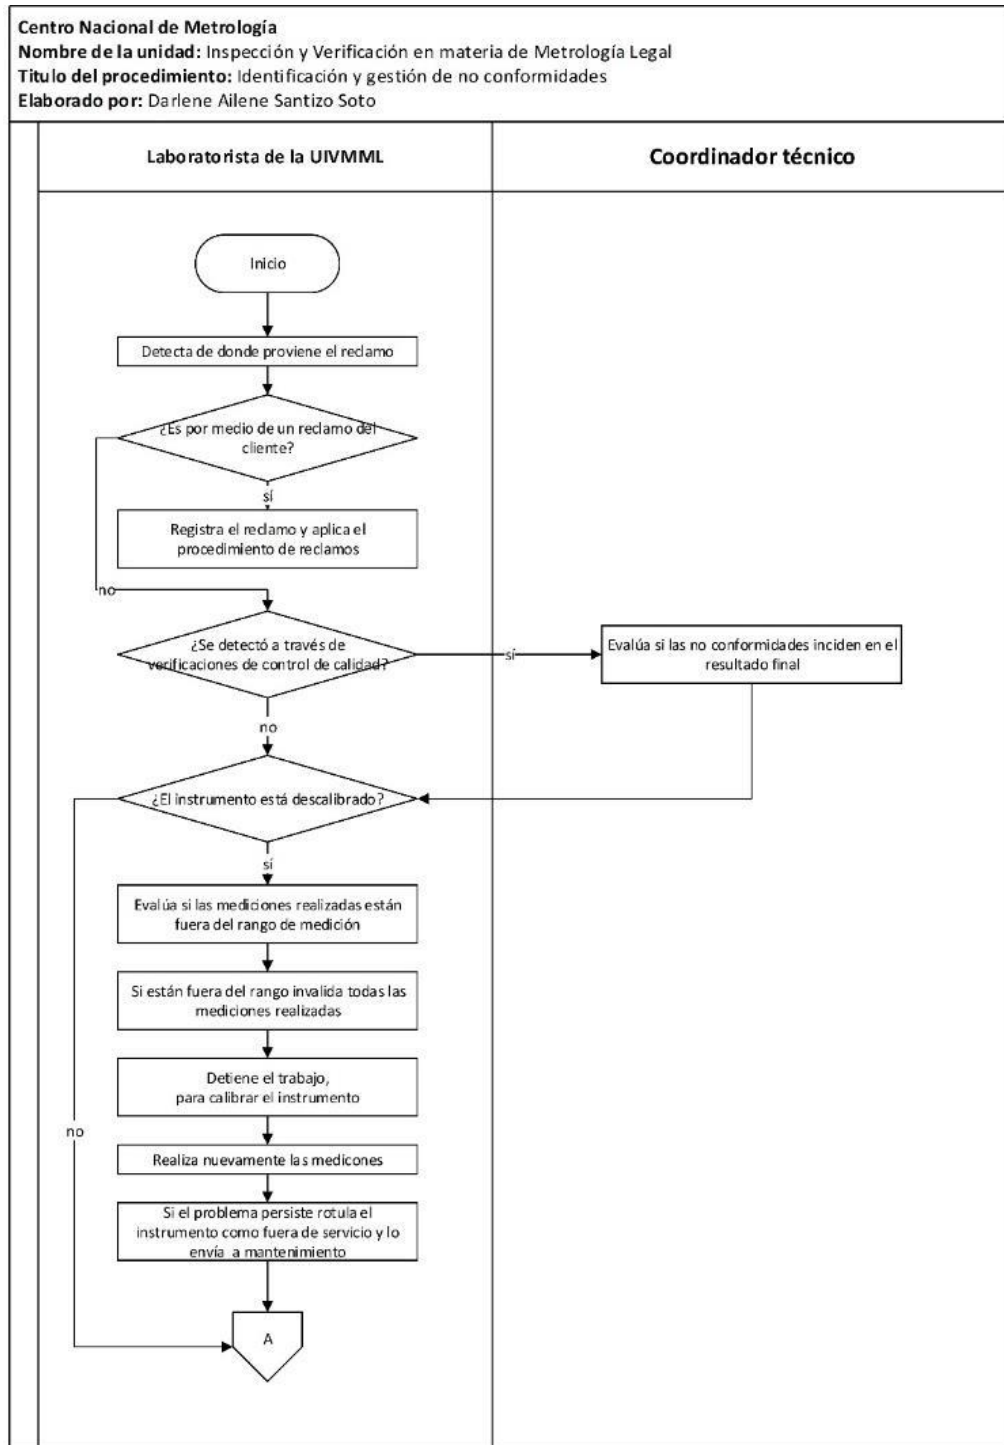 Centro Nacional de Metrología
Nombre de la unidad: Inspección y Verificación en materia de Metrología Legal
Titulo del procedimiento: Identificación y gestión de no conformidades
Elaborado por: Darlene Ailene Santizo Soto
Laboratorista de la UIVMML
Coordinador técnico
Inicio
Detecta de donde proviene el reclamo
¿Es por medio de un reclamo del
cliente?
sí
Registra el reclamo y aplica el
procedimiento de reclamos
no
¿Se detectó a través de
verificaciones de control de calidad?
sí
Evalúa si las no conformidades inciden en el
resultado final
no
¿El instrumento está descalibrado?
sí
Evalúa si las mediciones realizadas están
fuera del rango de medición
Si están fuera del rango invalida todas las
mediciones realizadas
Detiene el trabajo,
para calibrar el instrumento
no
Realiza nuevamente las medicones
Si el problema persiste rotula el
instrumento como fuera de servicio y lo
envía a mantenimiento
A